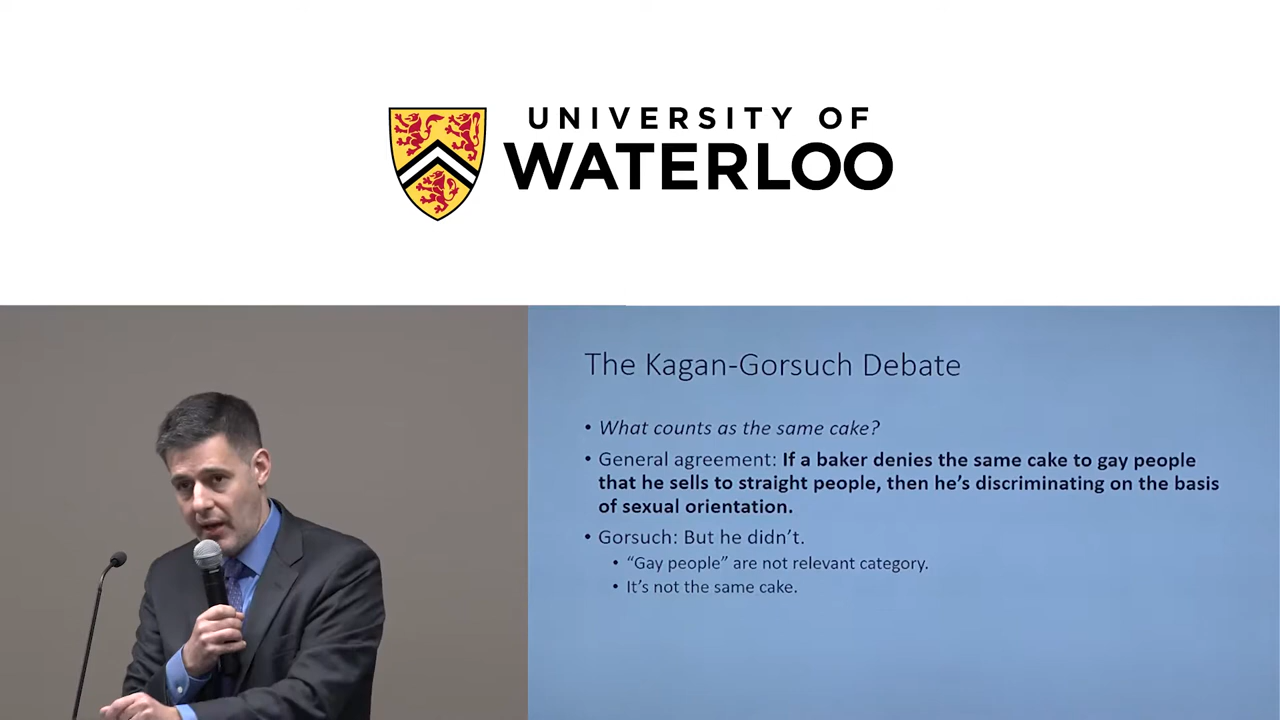 UNIVERSITY OF
WATERLOO
The Kagan-Gorsuch Debate
• What counts as the same cake?
• General agreement: If a baker denies the same cake to gay people
that he sells to straight people, then he's discriminating on the basis
of sexual orientation.
• Gorsuch: But he didn't.
• “Gay people” are not relevant category.
• It's not the same cake.